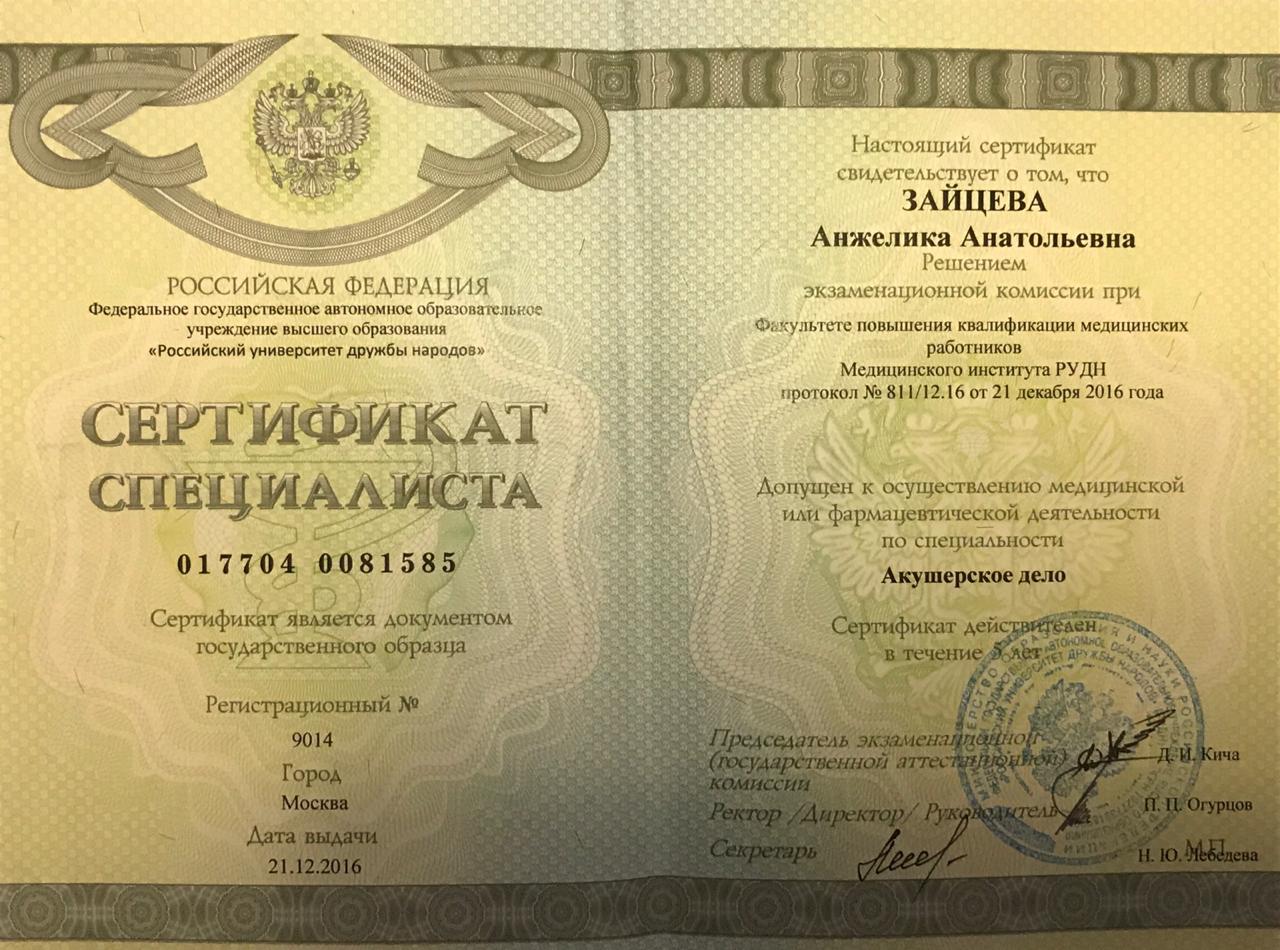 РОССИЙСКАЯ ФЕДЕРАЦИЯ
Федеральное государственное автономное образовательное
учреждение высшего образования
«Российский университет дружбы народов»
СЕРТИФИКАТ
СПЕЦИАЛИСТА
017704 0081585
Сертификат является документом
государственного образца
Регистрационный №
9014
Город
Москва
Дата выдачи
21.12.2016
Настоящий сертификат
свидетельствует о том, что
ЗАЙЦЕВА
Анжелика Анатольевна
Решением
экзаменационной комиссии при
Факультете повышения квалификации медицинских
работников
Медицинского института РУДН
протокол № 811/12.16 от 21 декабря 2016 года
Допущен к осуществлению медицинской
или фармацевтической деятельности
по специальности
Акушерское дело
Сертификат действителен
в течение 5 лет
Председатель экзаменационной
(государственной аттестационной)
комиссии
Д. И. Кича
Ректор /Директор/ Руководитель
П. П. Огурцов
Секретарь
Н. Ю. Лебедева
М.П.